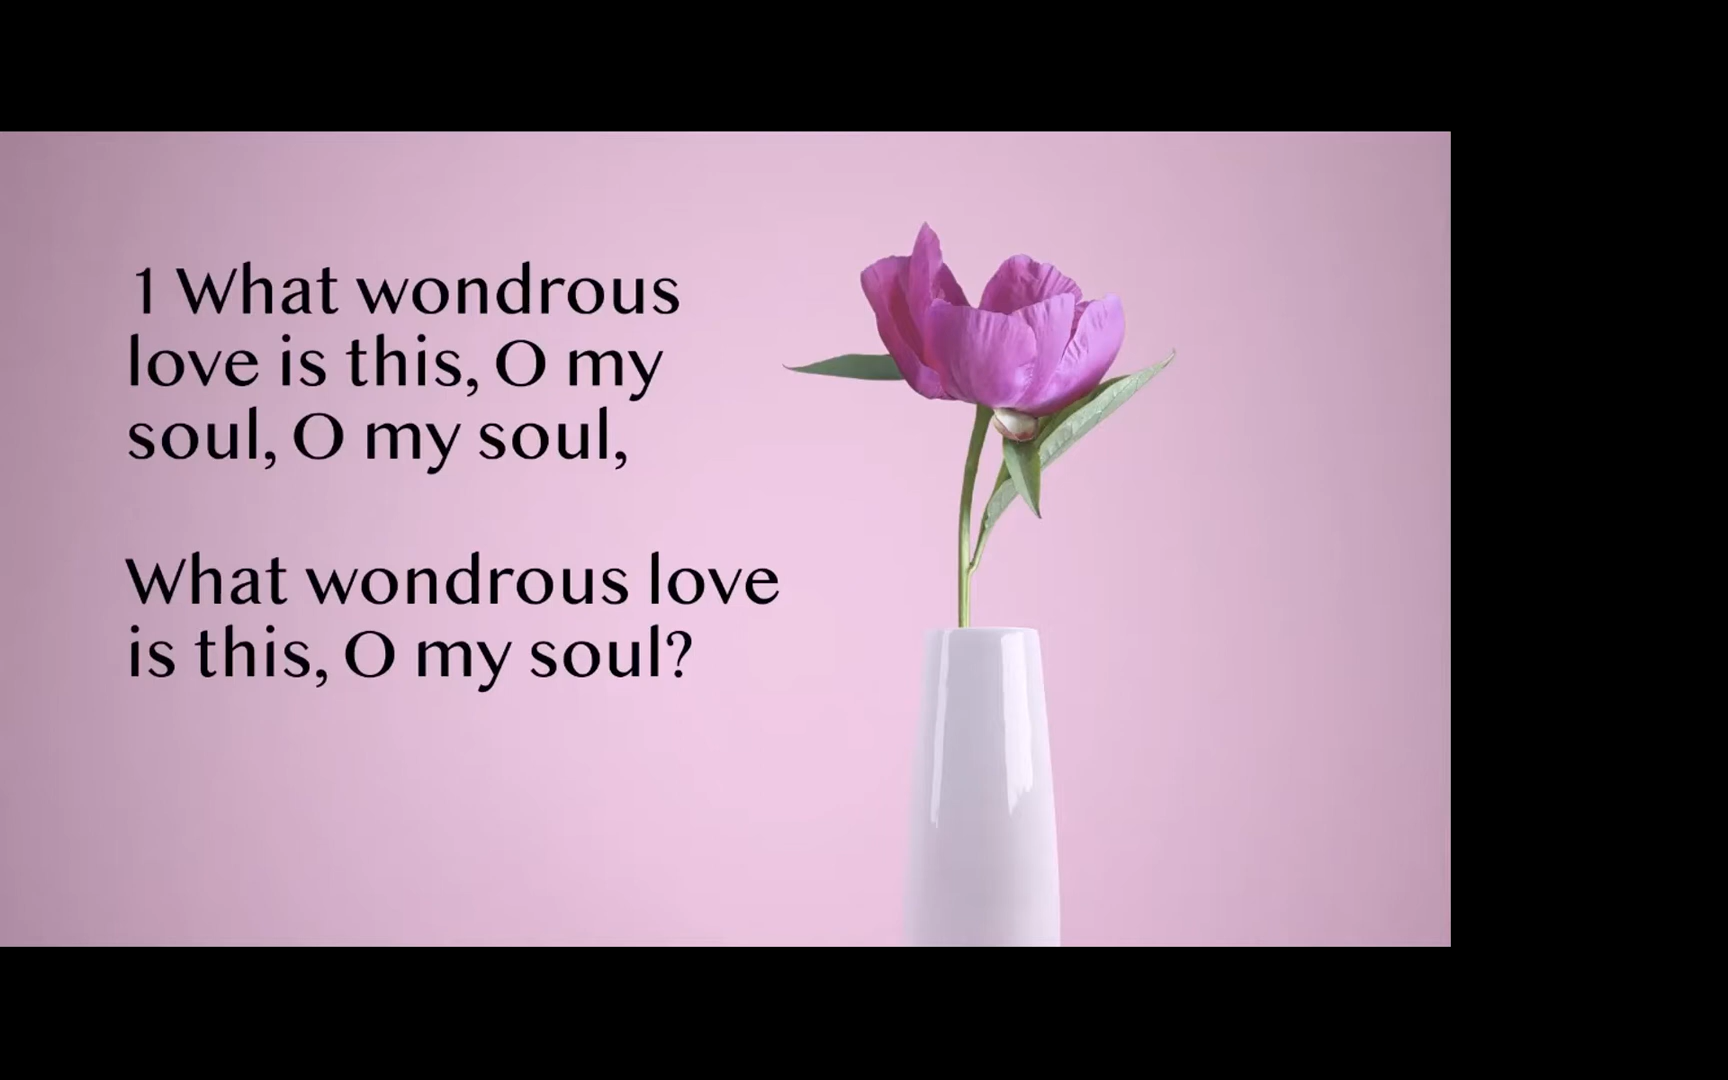 1 What wondrous
love is this, O my
soul, O my soul,
What wondrous love
is this, O my soul?